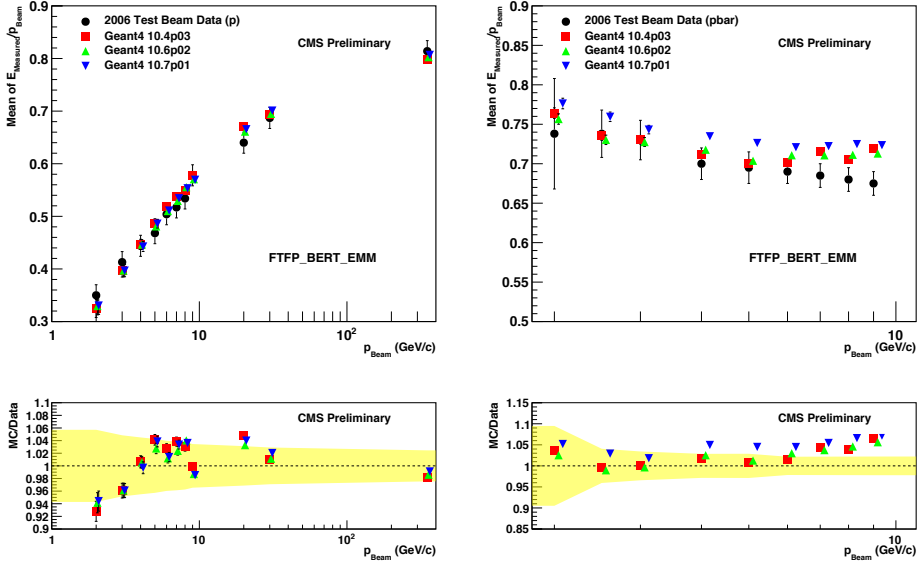 Mean of E_Measured/p_Beam
0.9
0.8
0.7
0.6
0.5
0.4
0.3
2006 Test Beam Data (p)
Geant4 10.4p03
Geant4 10.6p02
Geant4 10.7p01
CMS Preliminary
FTFP_BERT_EMM
1
10
10²
p_Beam (GeV/c)
Mean of E_Measured/p_Beam
0.9
0.85
0.8
0.75
0.7
0.65
0.6
0.55
0.5
2006 Test Beam Data (pbar)
Geant4 10.4p03
Geant4 10.6p02
Geant4 10.7p01
CMS Preliminary
FTFP_BERT_EMM
10
p_Beam (GeV/c)
MC/Data
1.1
1.08
1.06
1.04
1.02
1.0
0.98
0.96
0.94
0.92
0.9
CMS Preliminary
1
10
10²
p_Beam (GeV/c)
MC/Data
1.15
1.1
1.05
1
0.95
0.9
0.85
CMS Preliminary
10
p_Beam (GeV/c)